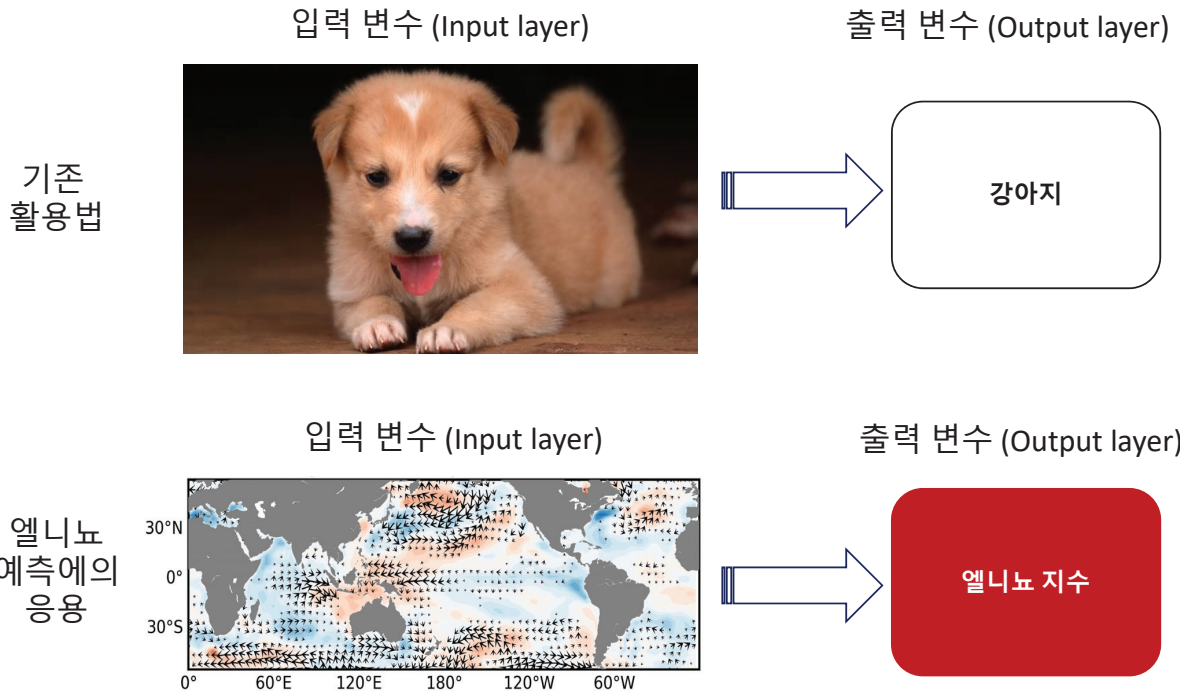 입력 변수 (Input layer)
출력 변수 (Output layer)
기존
활용법
강아지
입력 변수 (Input layer)
출력 변수 (Output layer)
엘니뇨
예측에의
응용
30°N
0°
30°S
0°
60°E
120°E
180°
120°W
60°W
엘니뇨 지수